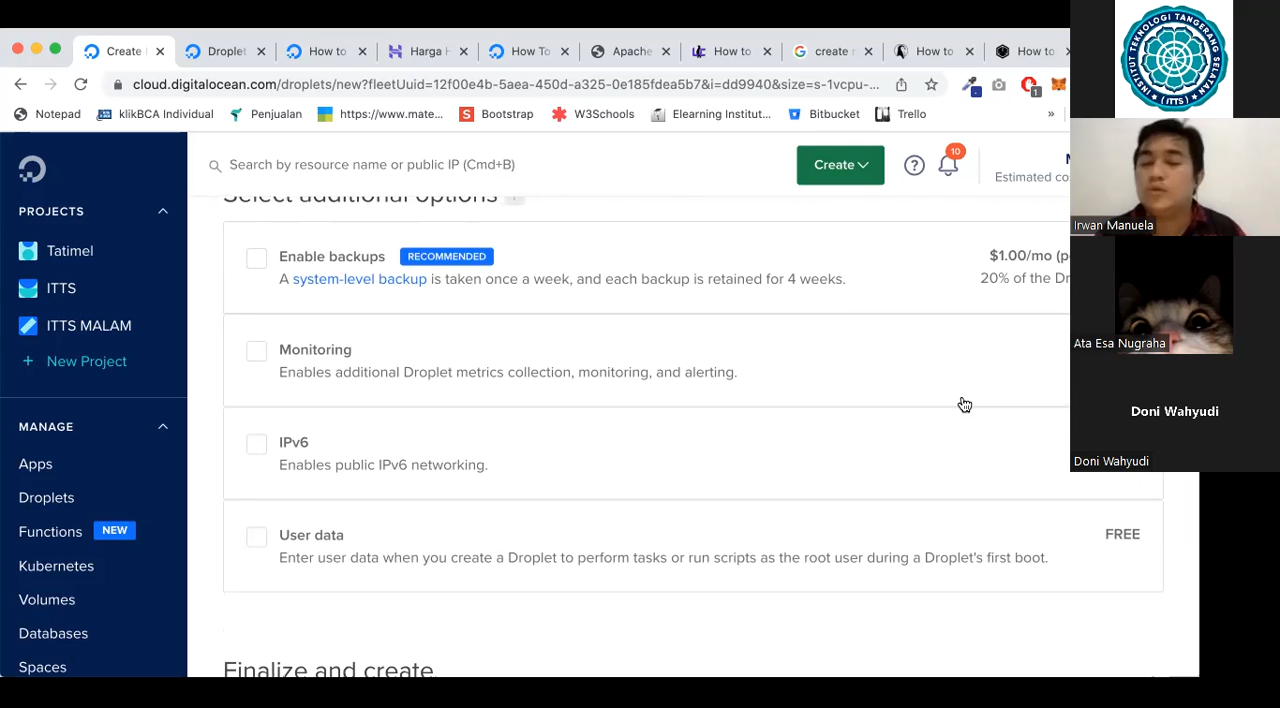 Create
Droplet
How to
Harga
How To
Apache
How to
create
How to
How to
cloud.digitalocean.com/droplets/new?fleetUuid=12f00e4b-5aea-450d-a325-0e185fdea5b7&i=dd9940&size=s-1vcpu-...
1
Notepad
klikBCA Individual
Penjualan
https://www.mate...
Bootstrap
W3Schools
Elearning Institut...
Bitbucket
Trello
»
INSTITUT TEKNOLOGI TANGERANG SELATAN
(ITTS)
Irwan Manuela
Ata Esa Nugraha
Doni Wahyudi
Doni Wahyudi
Search by resource name or public IP (Cmd+B)
Create
10
Estimated co
PROJECTS
Tatimel
ITTS
ITTS MALAM
+ New Project
MANAGE
Apps
Droplets
Functions NEW
Kubernetes
Volumes
Databases
Spaces
Select additional options
Enable backups RECOMMENDED
$1.00/mo (p
A system-level backup is taken once a week, and each backup is retained for 4 weeks.
20% of the Dr
Monitoring
Enables additional Droplet metrics collection, monitoring, and alerting.
IPv6
Enables public IPv6 networking.
User data
FREE
Enter user data when you create a Droplet to perform tasks or run scripts as the root user during a Droplet's first boot.
Finalize and create